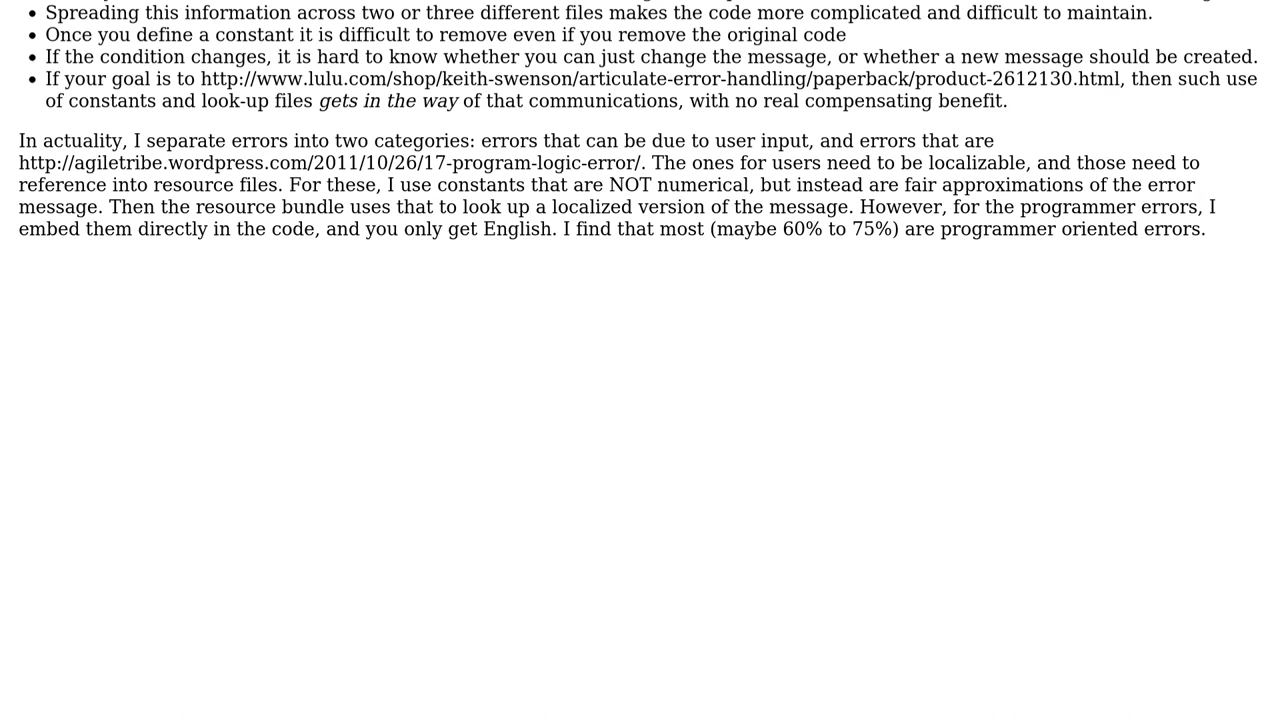 • Spreading this information across two or three different files makes the code more complicated and difficult to maintain.
• Once you define a constant it is difficult to remove even if you remove the original code
• If the condition changes, it is hard to know whether you can just change the message, or whether a new message should be created.
• If your goal is to http://www.lulu.com/shop/keith-swenson/articulate-error-handling/paperback/product-2612130.html, then such use
of constants and look-up files gets in the way of that communications, with no real compensating benefit.
In actuality, I separate errors into two categories: errors that can be due to user input, and errors that are
http://agiletribe.wordpress.com/2011/10/26/17-program-logic-error/. The ones for users need to be localizable, and those need to
reference into resource files. For these, I use constants that are NOT numerical, but instead are fair approximations of the error
message. Then the resource bundle uses that to look up a localized version of the message. However, for the programmer errors, I
embed them directly in the code, and you only get English. I find that most (maybe 60% to 75%) are programmer oriented errors.